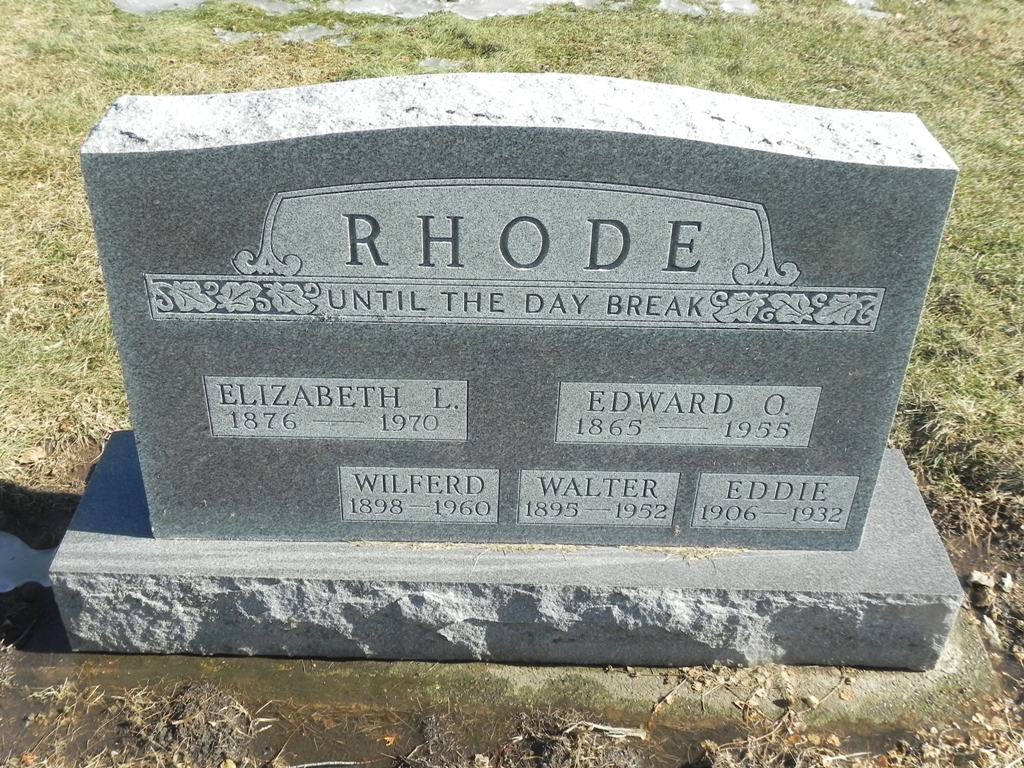 RHODE
UNTIL THE DAY BREAK
ELIZABETH L.
1876 — 1970
EDWARD O.
1865 — 1955
WILFERD
1898 — 1960
WALTER
1895 — 1952
EDDIE
1906 — 1932